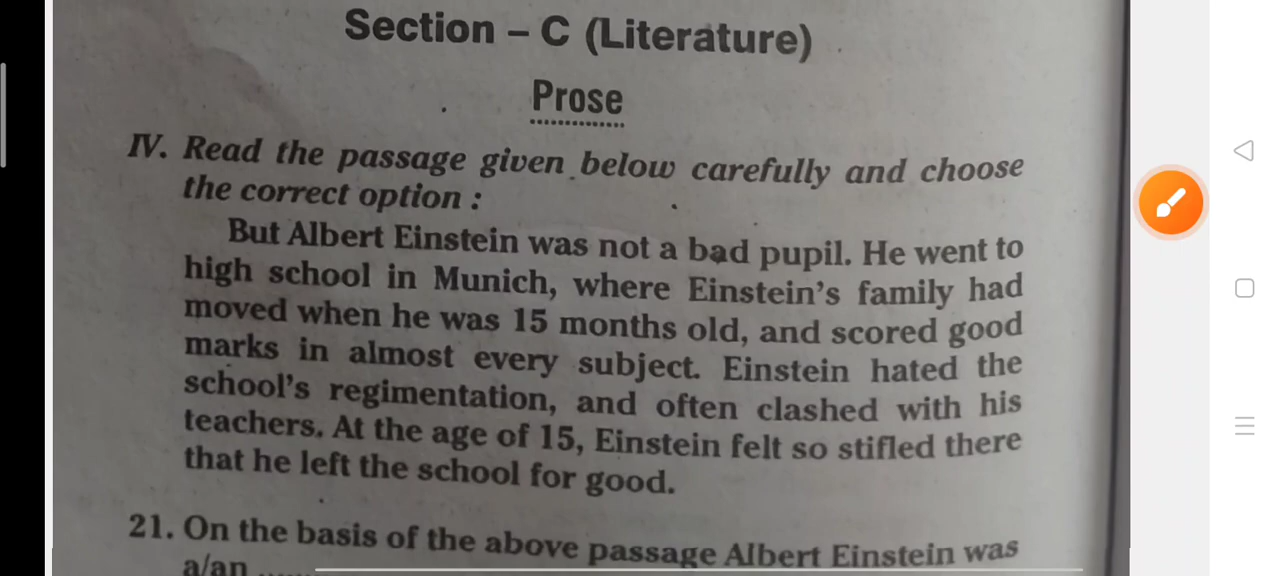 Section – C (Literature)
Prose
IV. Read the passage given below carefully and choose
the correct option :
But Albert Einstein was not a bad pupil. He went to
high school in Munich, where Einstein's family had
moved when he was 15 months old, and scored good
marks in almost every subject. Einstein hated the
school's regimentation, and often clashed with his
teachers. At the age of 15, Einstein felt so stifled there
that he left the school for good.
21. On the basis of the above passage Albert Einstein was
a/an ......